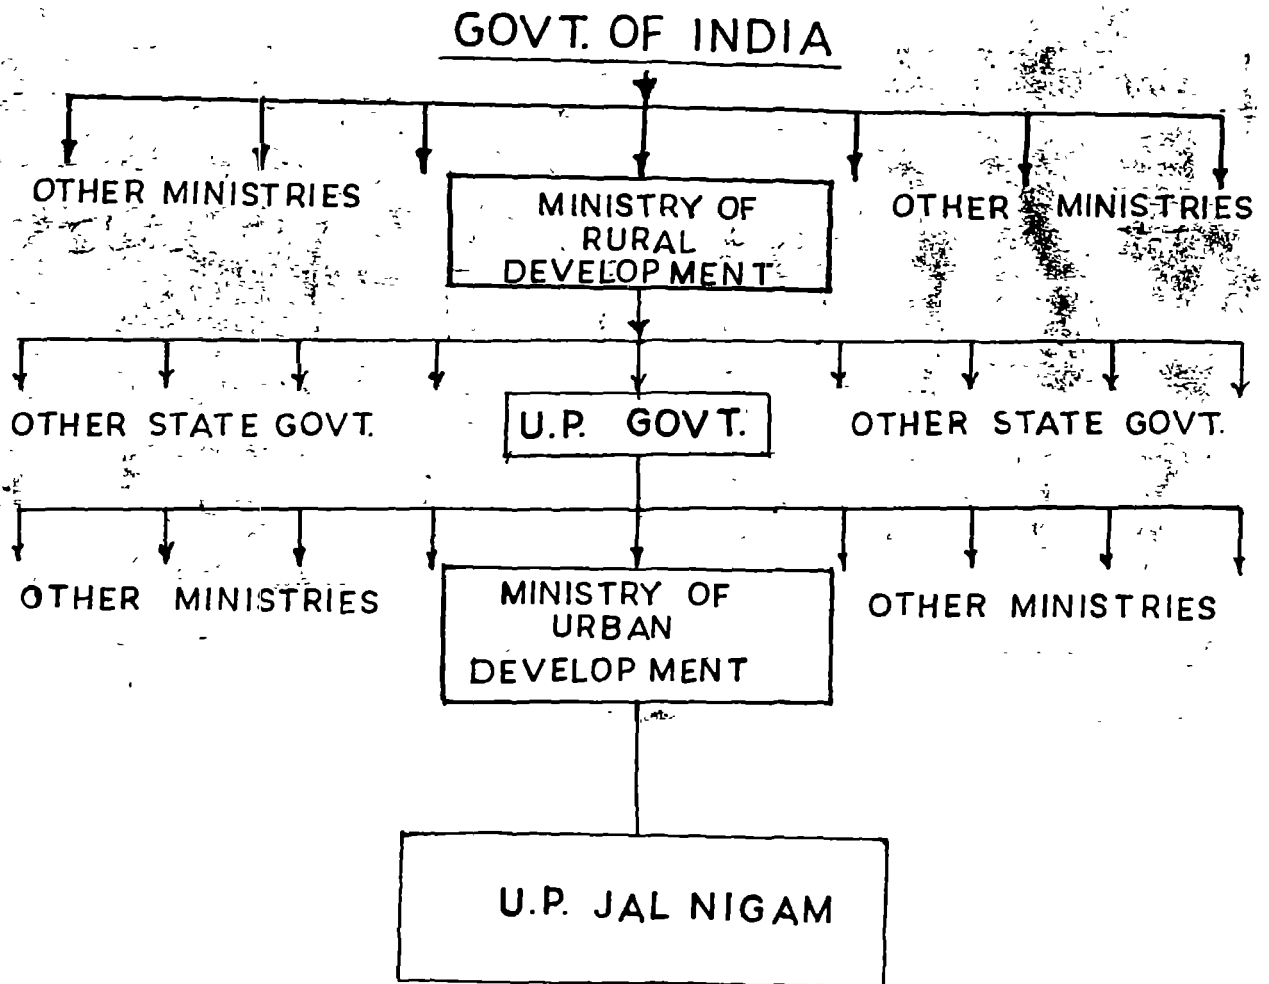 GOVT. OF INDIA
OTHER MINISTRIES
MINISTRY OF
RURAL
DEVELOPMENT
OTHER MINISTRIES
OTHER STATE GOVT.
U.P. GOVT.
OTHER STATE GOVT.
OTHER MINISTRIES
MINISTRY OF
URBAN
DEVELOPMENT
OTHER MINISTRIES
U.P. JAL NIGAM